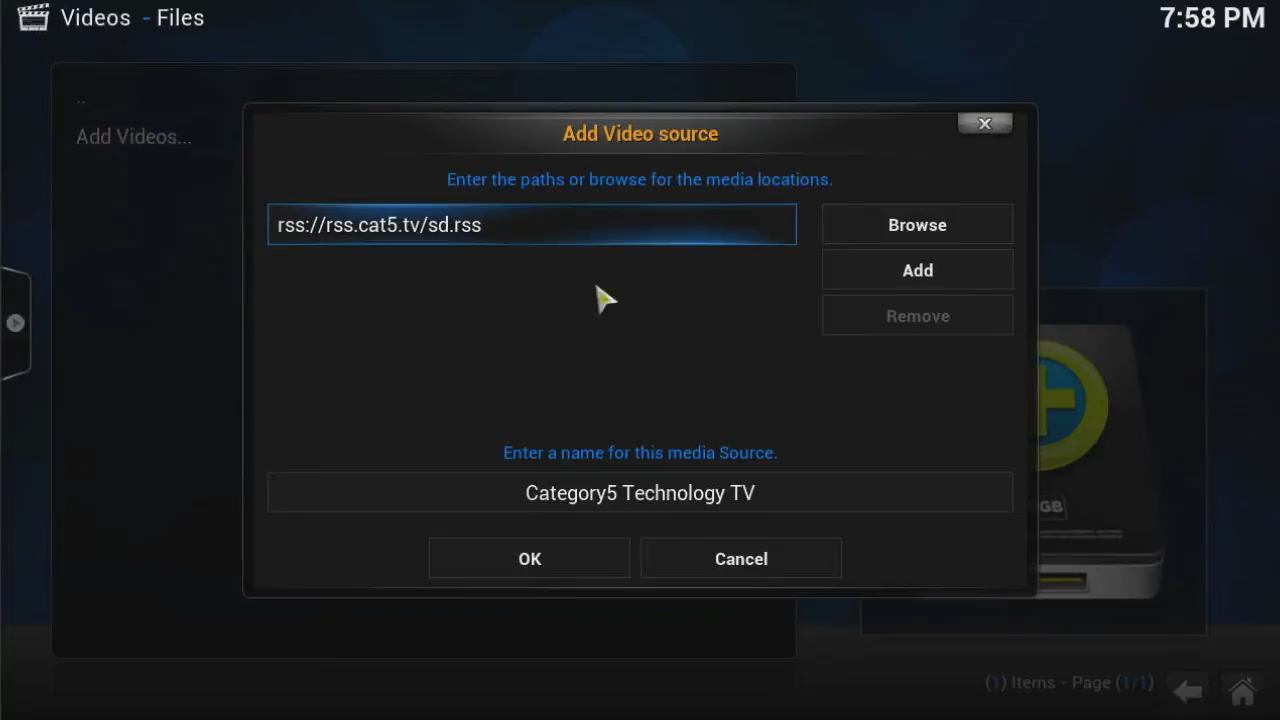 Videos - Files
7:58 PM
..
Add Videos...
Add Video source
Enter the paths or browse for the media locations.
rss://rss.cat5.tv/sd.rss
Browse
Add
Remove
Enter a name for this media Source.
Category5 Technology TV
GB
OK
Cancel
(1) Items - Page (1/1)